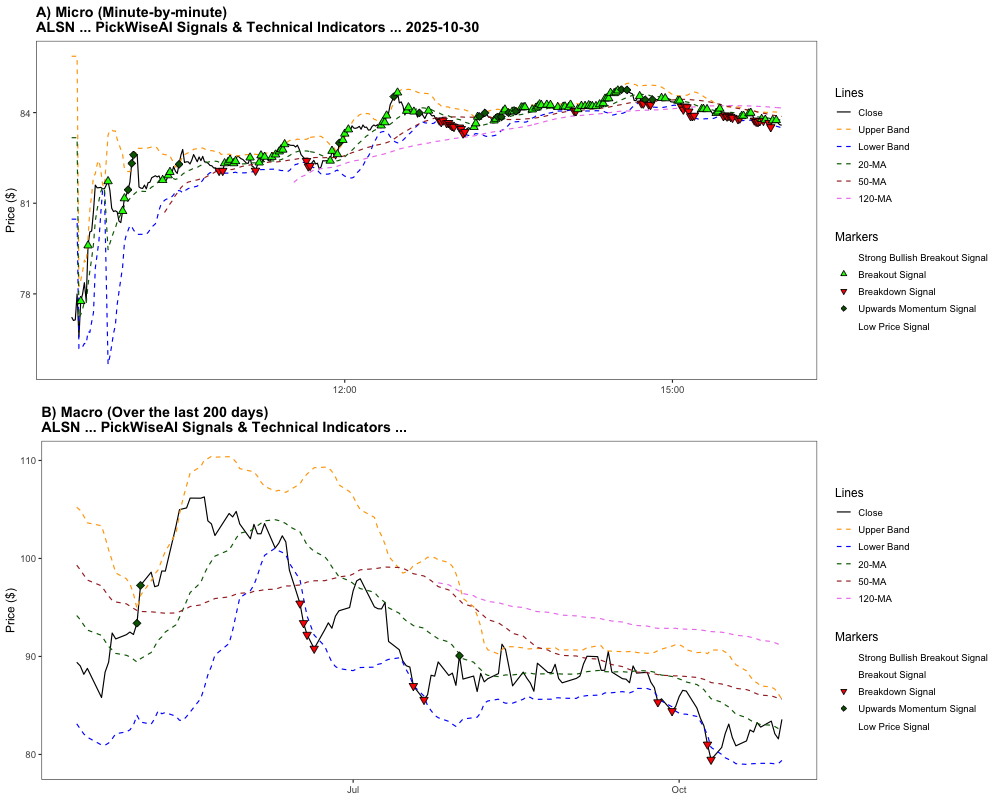 A) Micro (Minute-by-minute)
ALSN ... PickWiseAI Signals & Technical Indicators ... 2025-10-30
Price ($)
84
81
78
12:00
15:00
Lines
Close
Upper Band
Lower Band
20-MA
50-MA
120-MA
Markers
Strong Bullish Breakout Signal
Breakout Signal
Breakdown Signal
Upwards Momentum Signal
Low Price Signal
B) Macro (Over the last 200 days)
ALSN ... PickWiseAI Signals & Technical Indicators ...
Price ($)
110
100
90
80
Jul
Oct
Lines
Close
Upper Band
Lower Band
20-MA
50-MA
120-MA
Markers
Strong Bullish Breakout Signal
Breakout Signal
Breakdown Signal
Upwards Momentum Signal
Low Price Signal